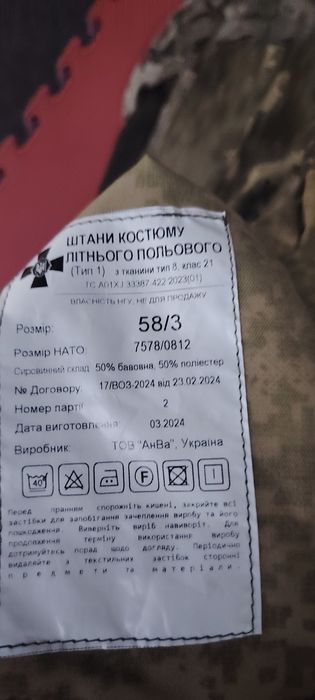 ШТАНИ КОСТЮМУ
ЛІТНЬОГО ПОЛЬОВОГО
(Тип 1) з тканини тип 8, клас 21
ТС А01XJ.33387-422:2023(01)
ВЛАСНІСТЬ НГУ, НЕ ДЛЯ ПРОДАЖУ
Розмір: 58/3
Розмір НАТО: 7578/0812
Сировинний склад: 50% бавовна, 50% поліестер
№ Договору: 17/ВОЗ-2024 від 23.02.2024
Номер партії: 2
Дата виготовлення: 03.2024
Виробник: ТОВ "АнВа", Україна
40 F
Перед пранням спорожніть кишені, закрийте всі
застібки для запобігання зачеплення виробу та його
пошкодження. Виверніть виріб навиворіт. Для
продовження терміну використання виробу
дотримуйтесь порад щодо догляду. Періодично
видаляйте з текстильних застібок сторонні
предмети та матеріали.